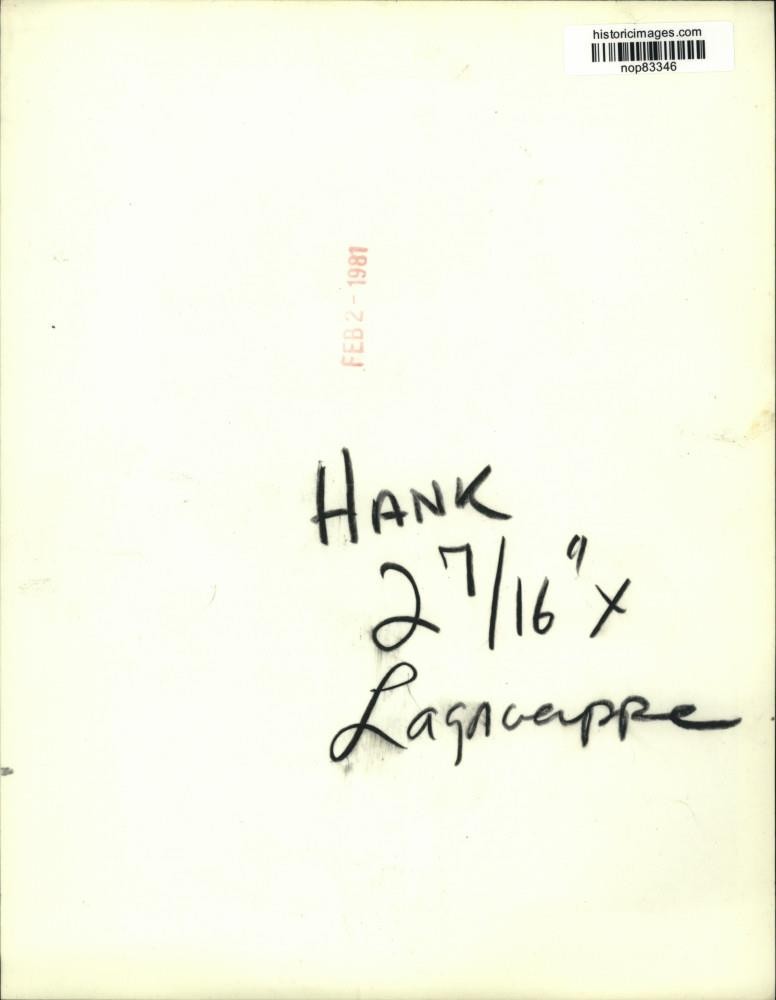 historicimages.com
nop83346
FEB 2 - 1981
HANK
2 7/16" X
Lagniappe